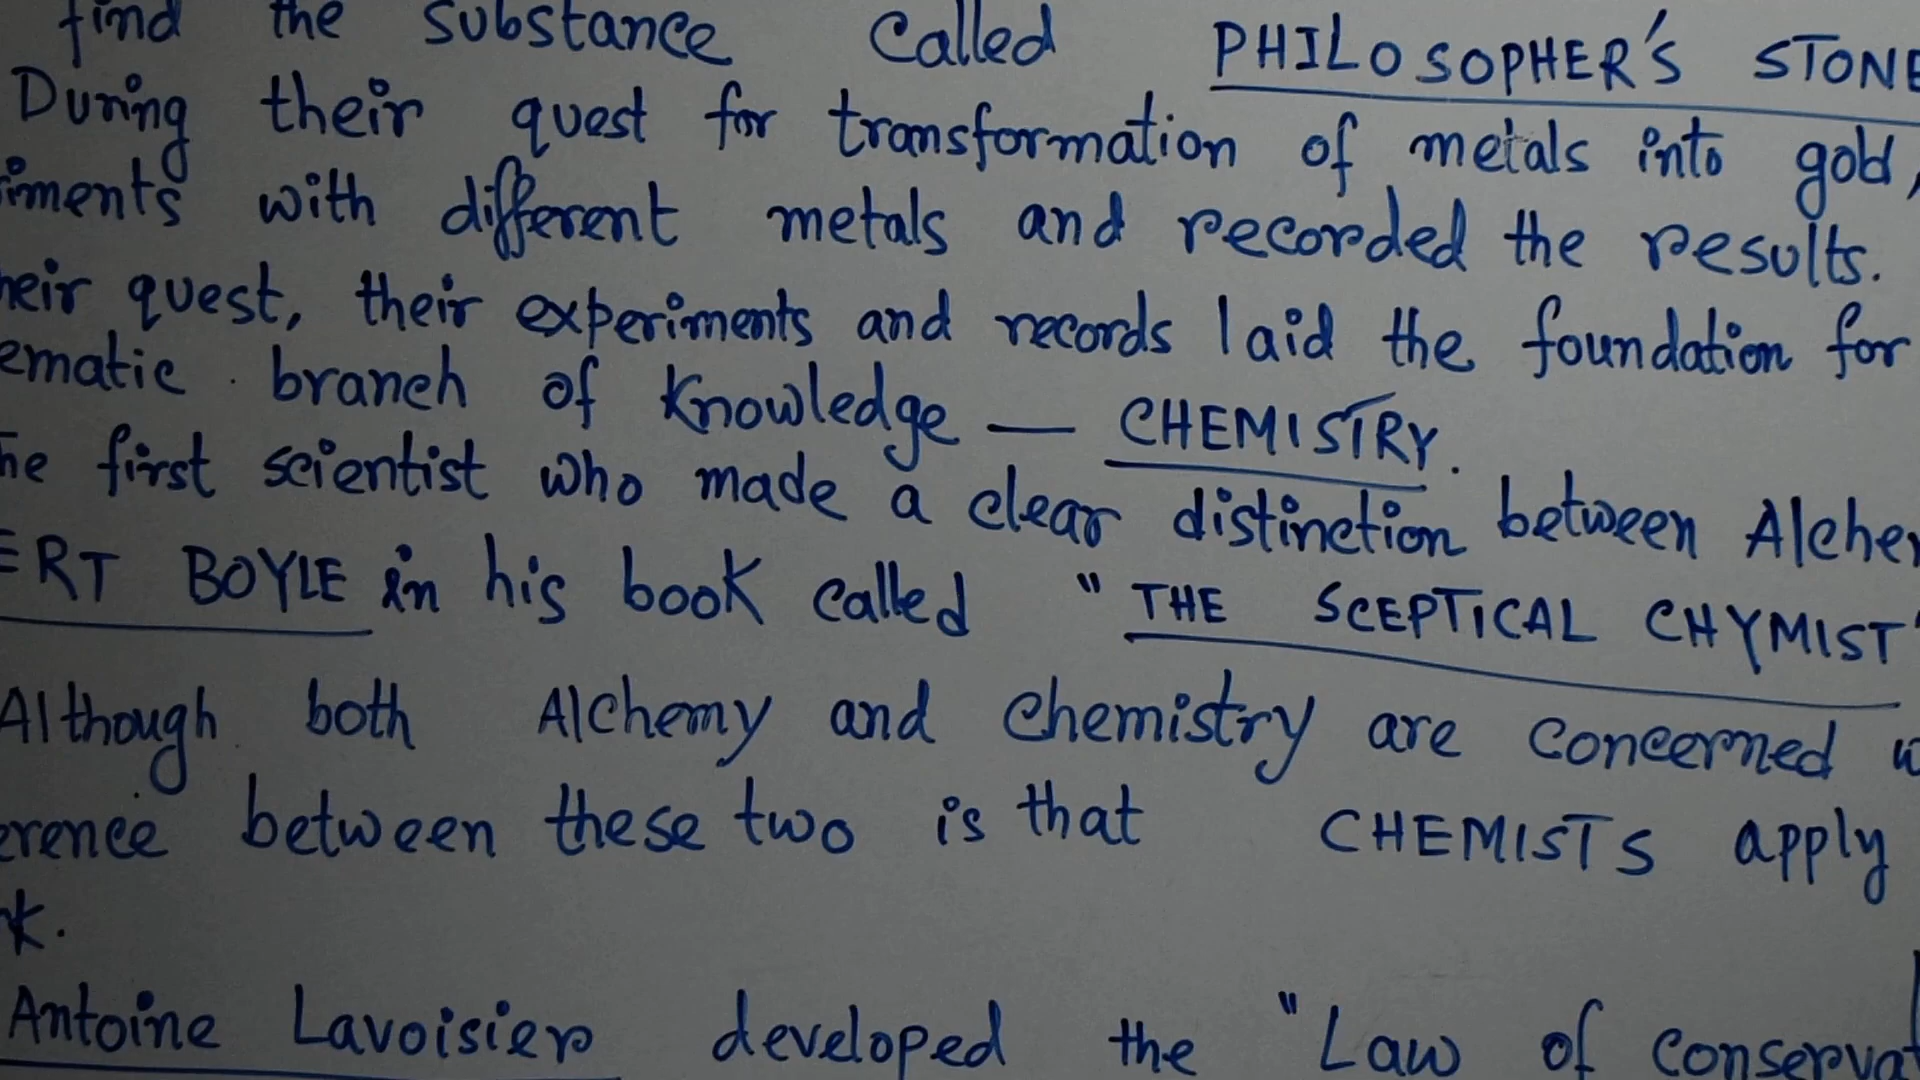 find the substance called PHILOSOPHER'S STONE
During their quest for transformation of metals into gold,
iments with different metals and recorded the results.
heir quest, their experiments and records laid the foundation for
ematic branch of knowledge — CHEMISTRY.
he first scientist who made a clear distinction between Alche
ERT BOYLE in his book called "THE SCEPTICAL CHYMIST"
Although both Alchemy and chemistry are concerned w
erence between these two is that CHEMISTS apply
k.
Antoine Lavoisier developed the "Law of conservat